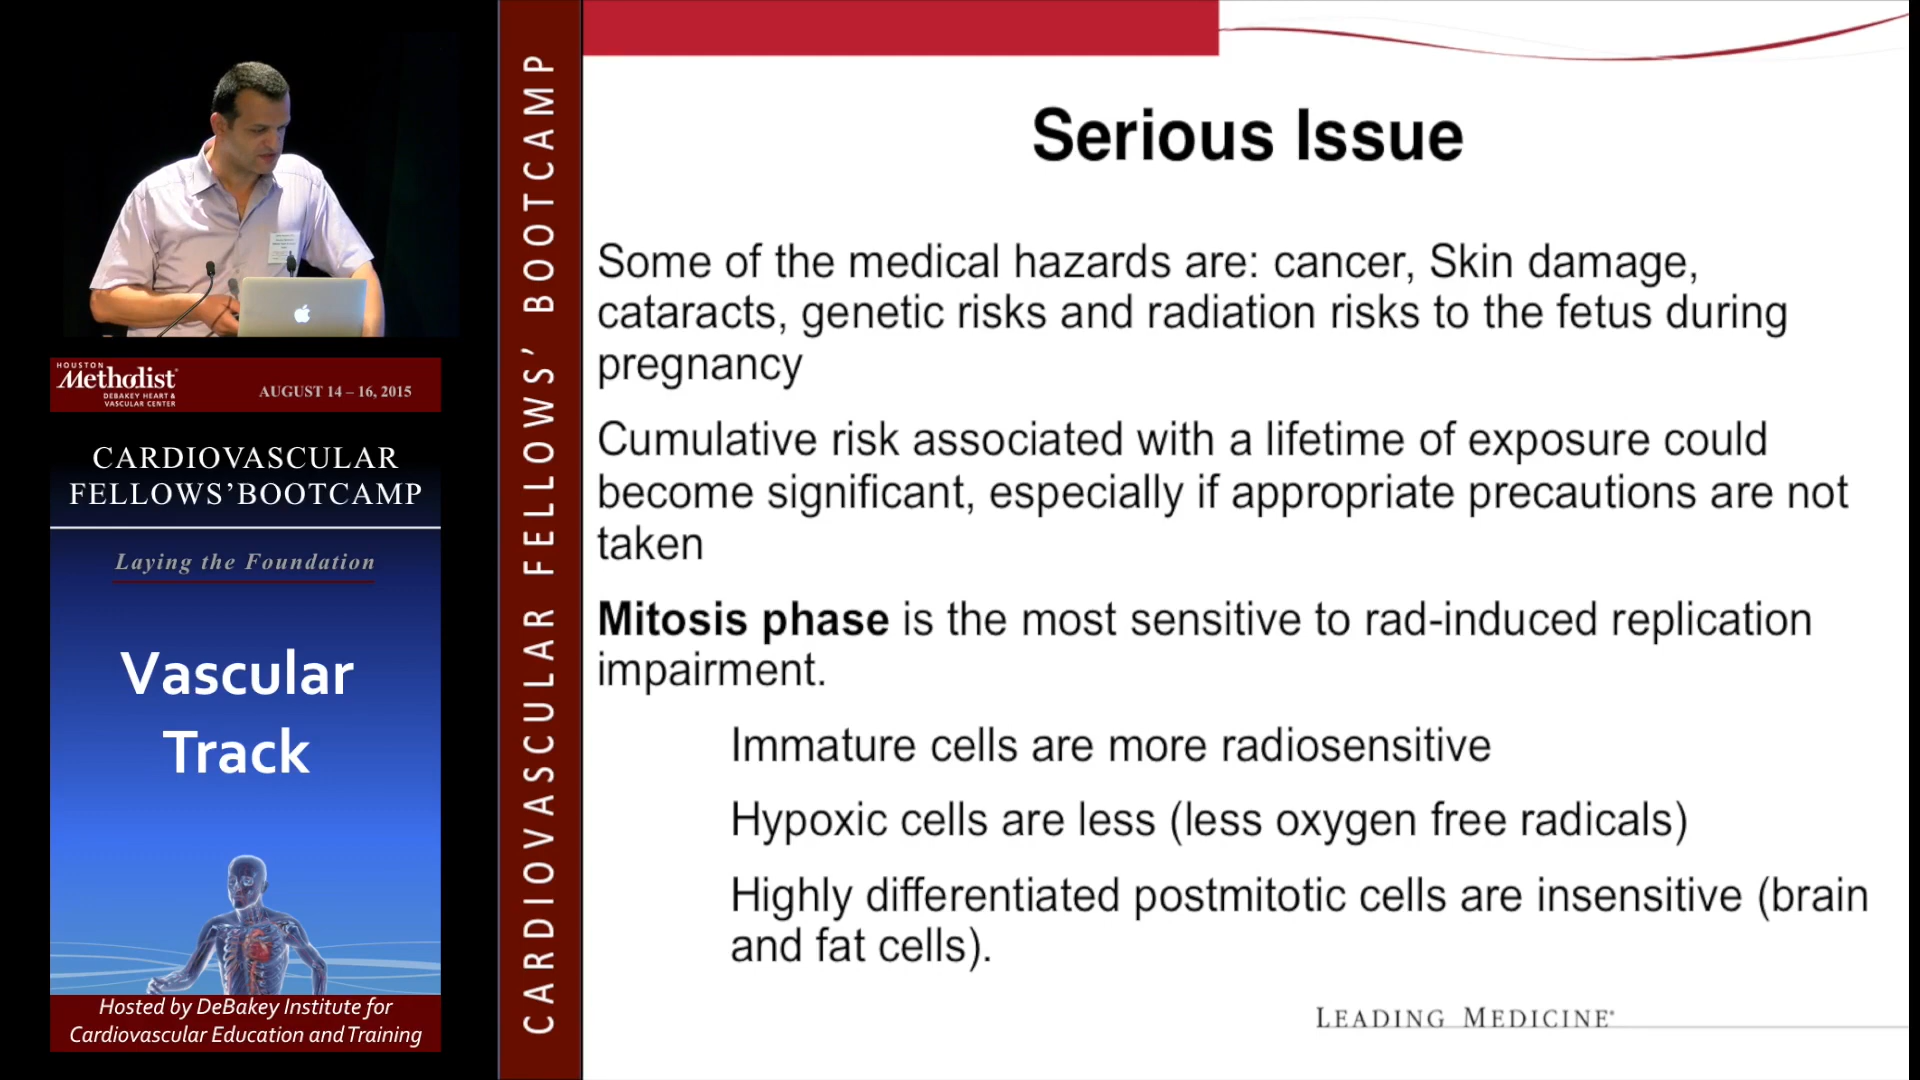 HOUSTON
Methodist
DEBAKEY HEART &
VASCULAR CENTER
AUGUST 14 – 16, 2015
CARDIOVASCULAR
FELLOWS’BOOTCAMP
Laying the Foundation
Vascular
Track
Hosted by DeBakey Institute for
Cardiovascular Education and Training
CARDIOVASCULAR FELLOWS’ BOOTCAMP
Serious Issue
Some of the medical hazards are: cancer, Skin damage,
cataracts, genetic risks and radiation risks to the fetus during
pregnancy
Cumulative risk associated with a lifetime of exposure could
become significant, especially if appropriate precautions are not
taken
Mitosis phase is the most sensitive to rad-induced replication
impairment.
Immature cells are more radiosensitive
Hypoxic cells are less (less oxygen free radicals)
Highly differentiated postmitotic cells are insensitive (brain
and fat cells).
LEADING MEDICINE